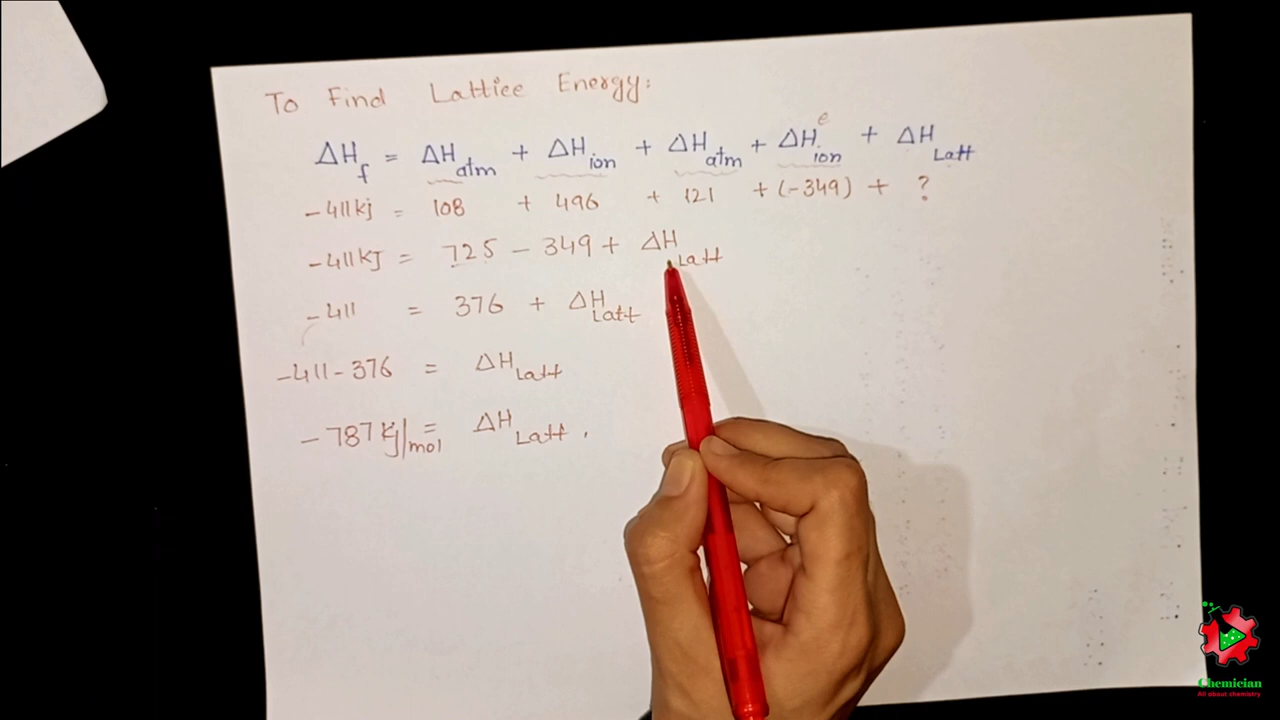 To Find Lattice Energy:
ΔHf = ΔHatm + ΔHion + ΔHatm + ΔHeion + ΔHLatt
-411kj = 108 + 496 + 121 + (-349) + ?
-411KJ = 725 - 349 + ΔHLatt
-411 = 376 + ΔHLatt
-411-376 = ΔHLatt
-787 Kj/mol = ΔHLatt.
Chemician
All about chemistry